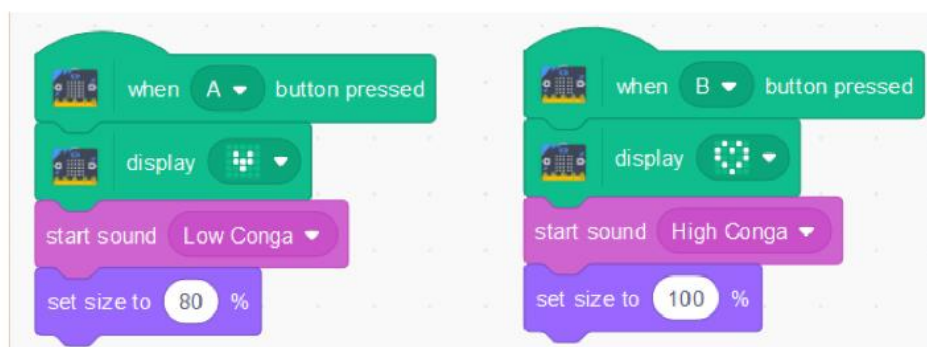 when A button pressed
display
start sound Low Conga
set size to 80 %
when B button pressed
display
start sound High Conga
set size to 100 %